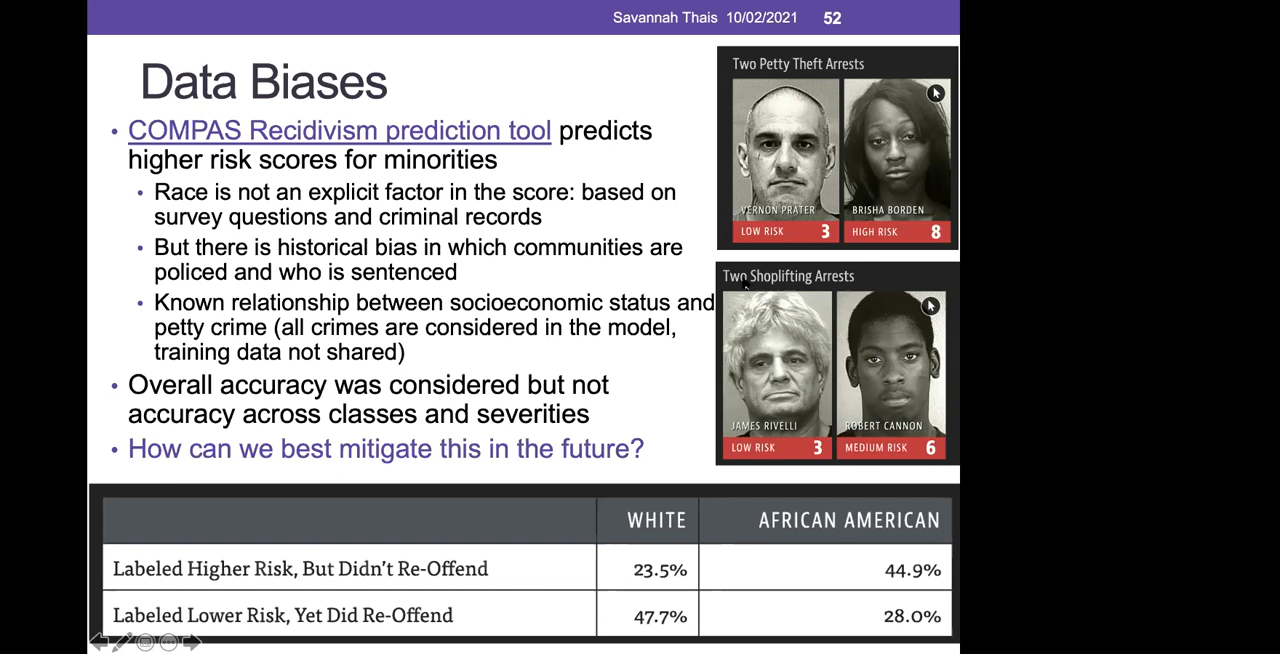 Savannah Thais 10/02/2021 52
Data Biases
• COMPAS Recidivism prediction tool predicts
higher risk scores for minorities
• Race is not an explicit factor in the score: based on
survey questions and criminal records
• But there is historical bias in which communities are
policed and who is sentenced
• Known relationship between socioeconomic status and
petty crime (all crimes are considered in the model,
training data not shared)
• Overall accuracy was considered but not
accuracy across classes and severities
• How can we best mitigate this in the future?
Two Petty Theft Arrests
VERNON PRATER BRISHA BORDEN
LOW RISK 3 HIGH RISK 8
Two Shoplifting Arrests
JAMES RIVELLI ROBERT CANNON
LOW RISK 3 MEDIUM RISK 6
WHITE AFRICAN AMERICAN
Labeled Higher Risk, But Didn't Re-Offend 23.5% 44.9%
Labeled Lower Risk, Yet Did Re-Offend 47.7% 28.0%